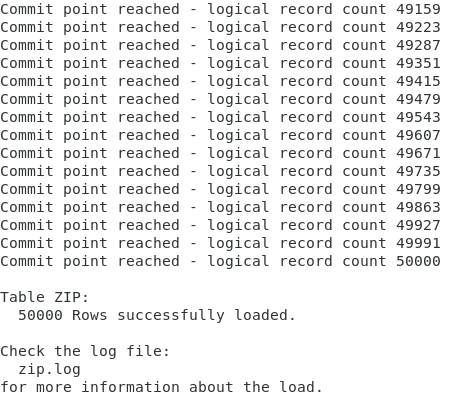 Commit point reached - logical record count 49159
Commit point reached - logical record count 49223
Commit point reached - logical record count 49287
Commit point reached - logical record count 49351
Commit point reached - logical record count 49415
Commit point reached - logical record count 49479
Commit point reached - logical record count 49543
Commit point reached - logical record count 49607
Commit point reached - logical record count 49671
Commit point reached - logical record count 49735
Commit point reached - logical record count 49799
Commit point reached - logical record count 49863
Commit point reached - logical record count 49927
Commit point reached - logical record count 49991
Commit point reached - logical record count 50000

Table ZIP:
  50000 Rows successfully loaded.

Check the log file:
  zip.log
for more information about the load.